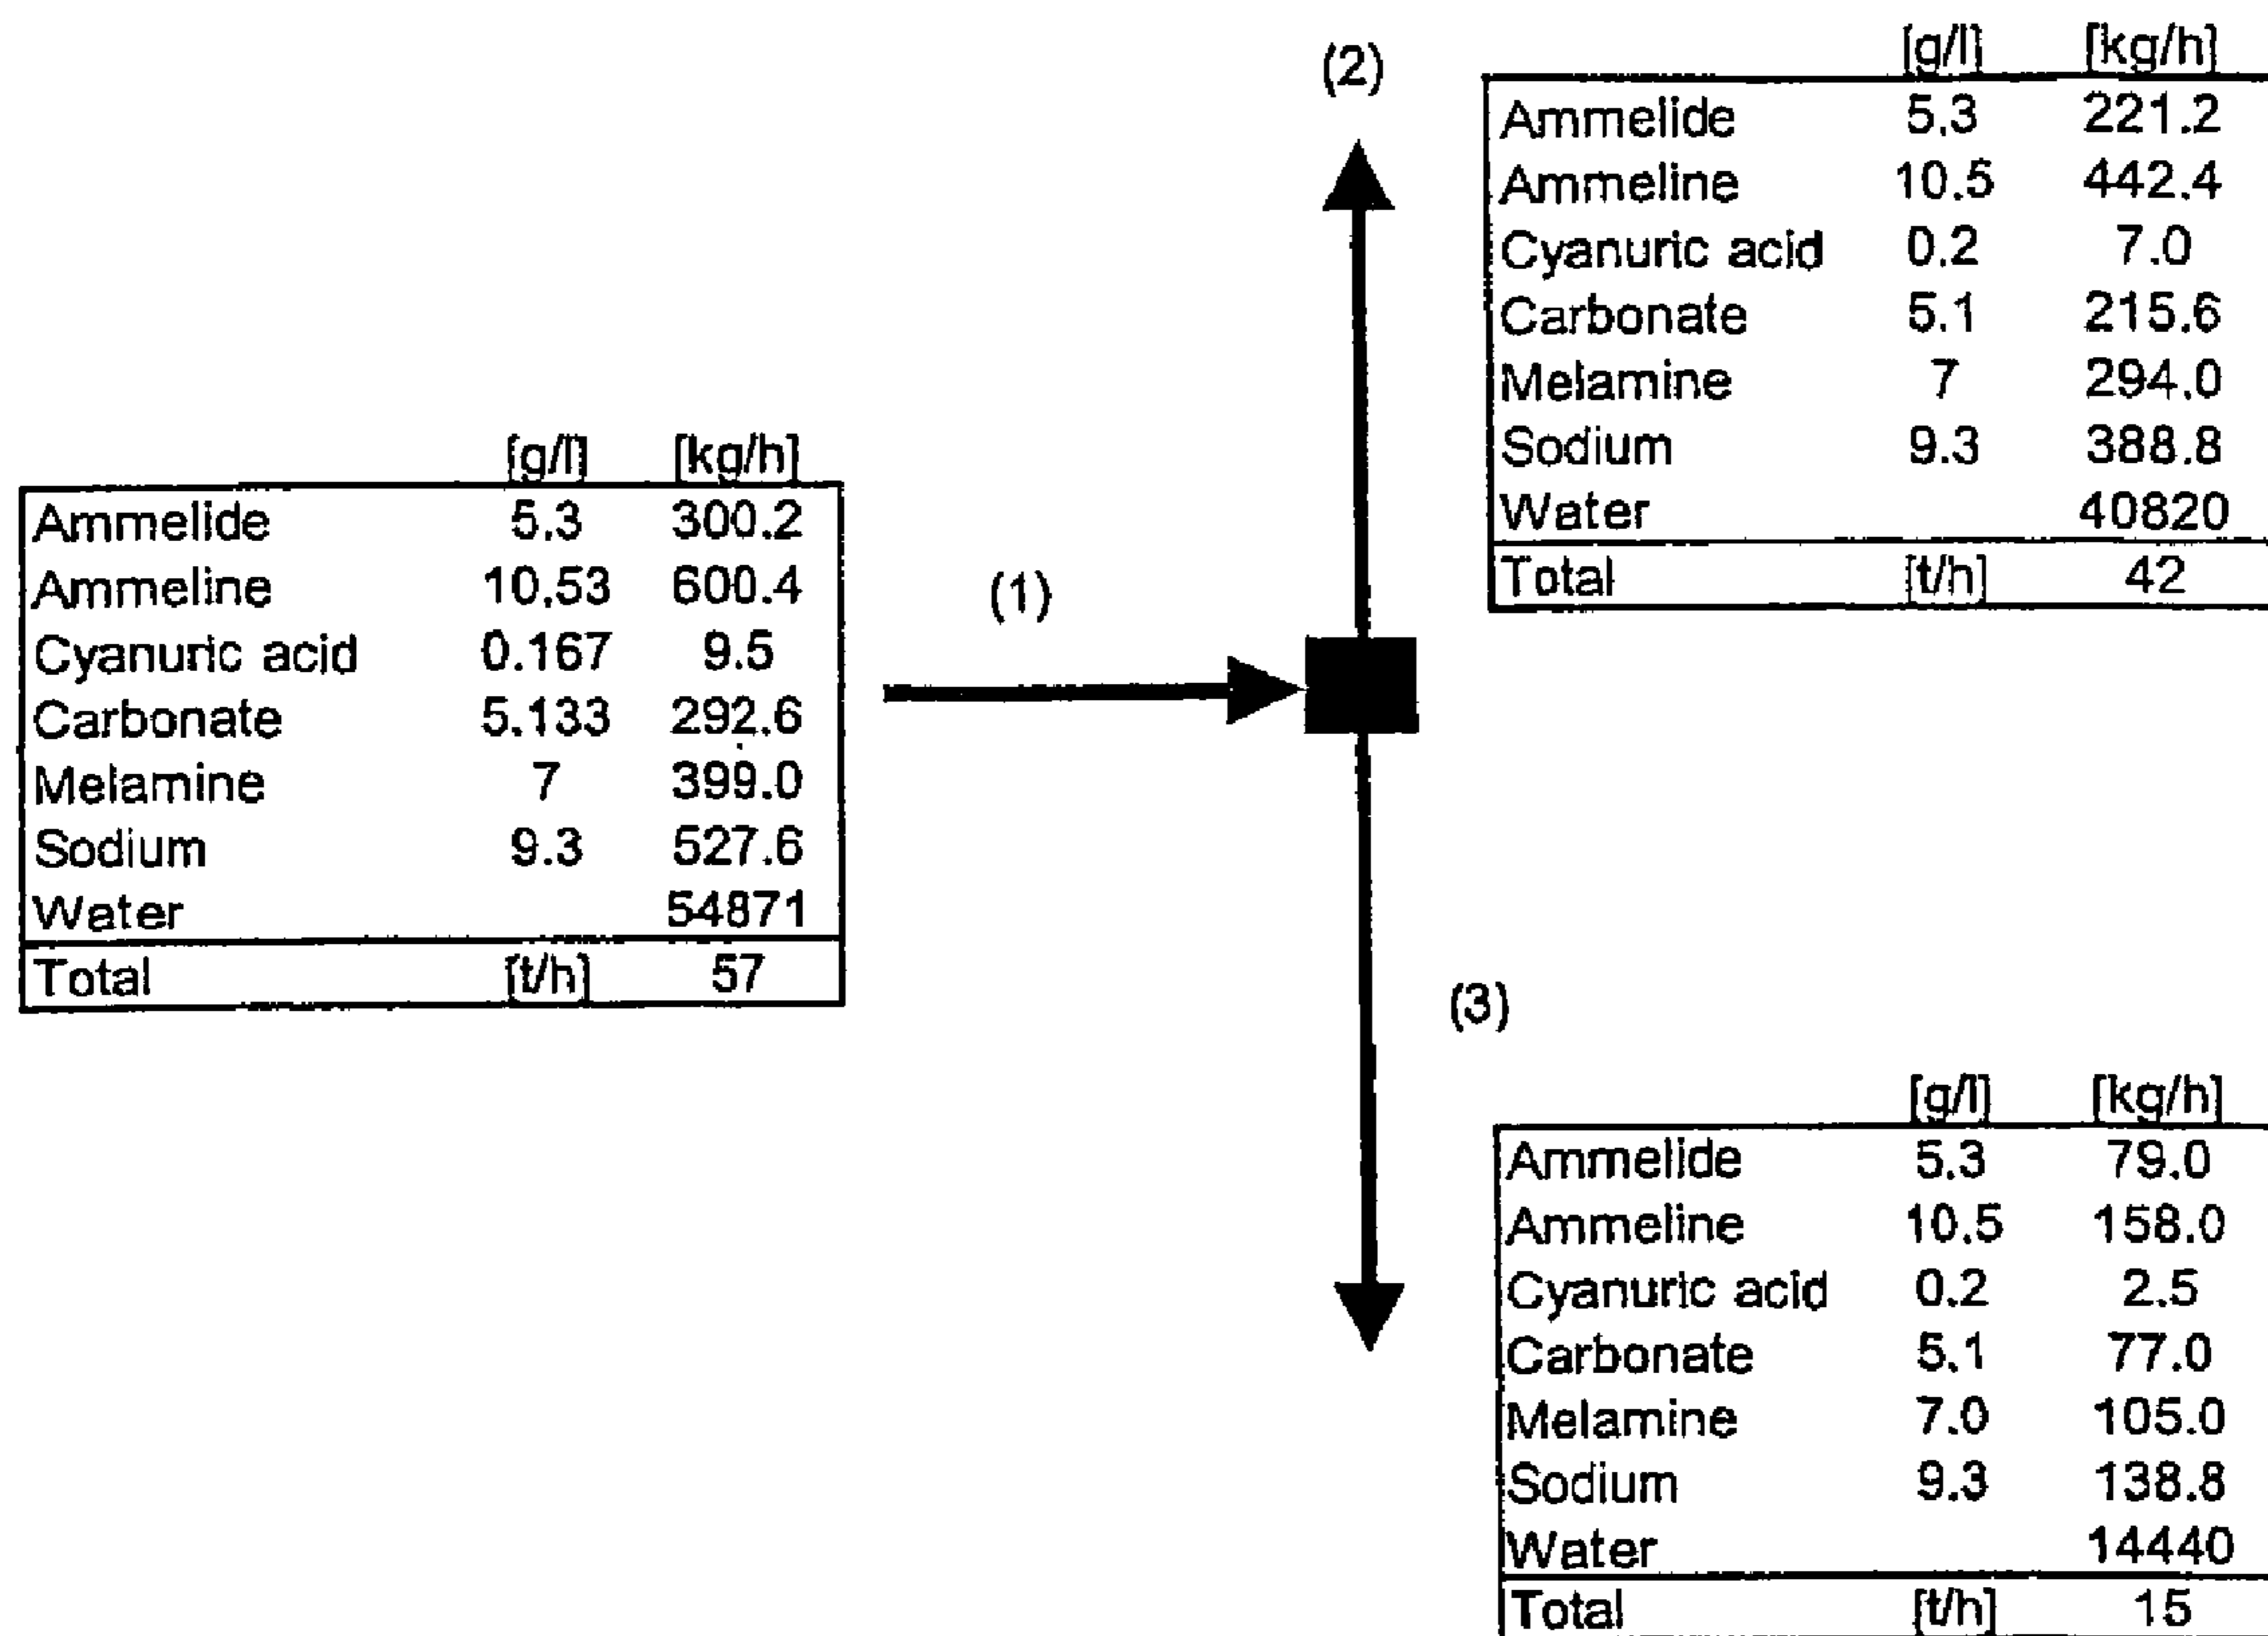 [g/l] [kg/h]
Ammelide 5.3 300.2
Ammeline 10.53 600.4
Cyanuric acid 0.167 9.5
Carbonate 5.133 292.6
Melamine 7 399.0
Sodium 9.3 527.6
Water 54871
Total [t/h] 57
(1)
(2)
[g/l] [kg/h]
Ammelide 5.3 221.2
Ammeline 10.5 442.4
Cyanuric acid 0.2 7.0
Carbonate 5.1 215.6
Melamine 7 294.0
Sodium 9.3 388.8
Water 40820
Total [t/h] 42
(3)
[g/l] [kg/h]
Ammelide 5.3 79.0
Ammeline 10.5 158.0
Cyanuric acid 0.2 2.5
Carbonate 5.1 77.0
Melamine 7.0 105.0
Sodium 9.3 138.8
Water 14440
Total [t/h] 15